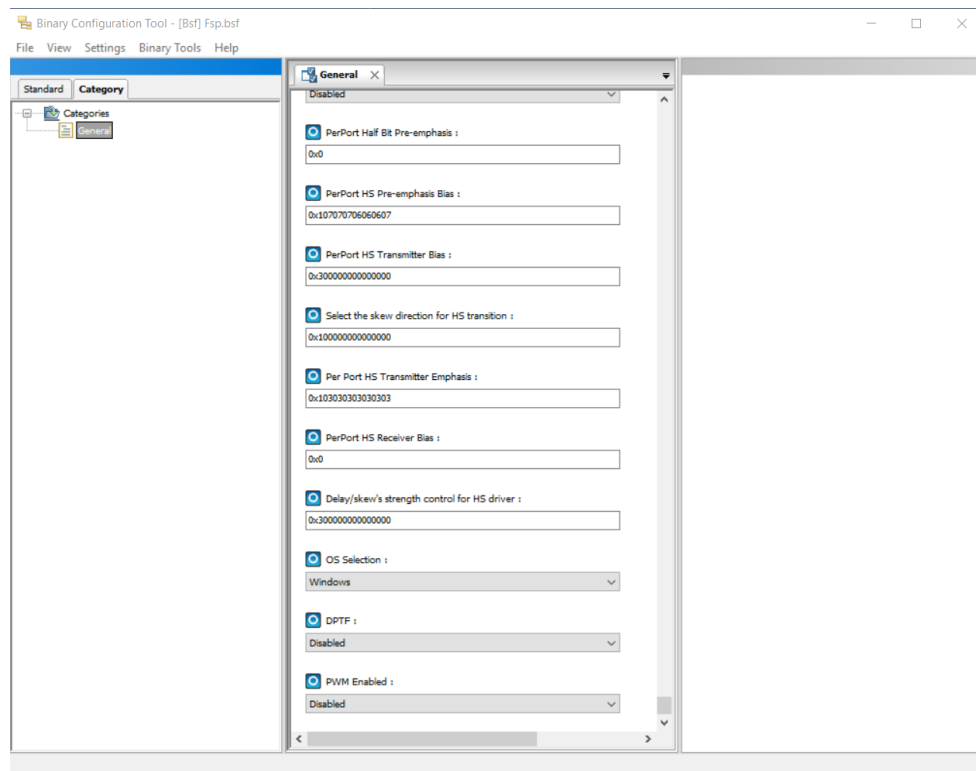 Binary Configuration Tool - [Bsf] Fsp.bsf
File View Settings Binary Tools Help
Standard Category
Categories
General
General
Disabled
PerPort Half Bit Pre-emphasis :
0x0
PerPort HS Pre-emphasis Bias :
0x107070706060607
PerPort HS Transmitter Bias :
0x300000000000000
Select the skew direction for HS transition :
0x100000000000000
Per Port HS Transmitter Emphasis :
0x103030303030303
PerPort HS Receiver Bias :
0x0
Delay/skew's strength control for HS driver :
0x300000000000000
OS Selection :
Windows
DPTF :
Disabled
PWM Enabled :
Disabled